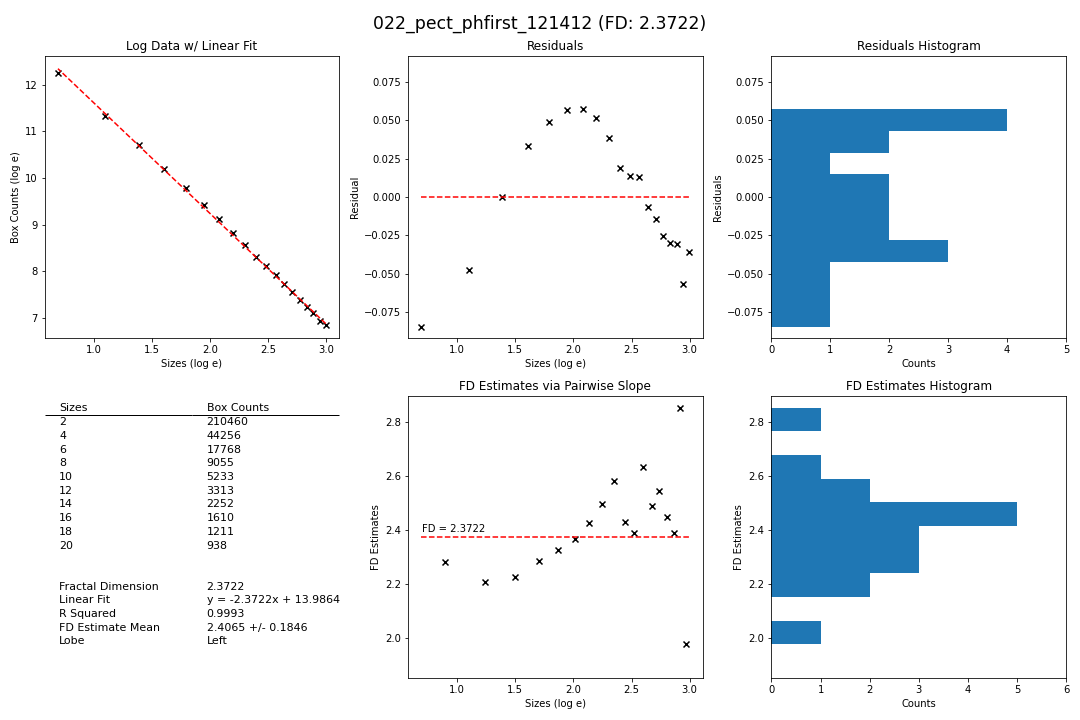 022_pect_phfirst_121412 (FD: 2.3722)
Log Data w/ Linear Fit
12
11
10
9
8
7
Box Counts (log e)
1.0 1.5 2.0 2.5 3.0
Sizes (log e)
Residuals
0.075
0.050
0.025
0.000
−0.025
−0.050
−0.075
Residual
1.0 1.5 2.0 2.5 3.0
Sizes (log e)
Residuals Histogram
0.075
0.050
0.025
0.000
−0.025
−0.050
−0.075
Residuals
0 1 2 3 4 5
Counts
Sizes Box Counts
2 210460
4 44256
6 17768
8 9055
10 5233
12 3313
14 2252
16 1610
18 1211
20 938
Fractal Dimension 2.3722
Linear Fit y = -2.3722x + 13.9864
R Squared 0.9993
FD Estimate Mean 2.4065 +/- 0.1846
Lobe Left
FD Estimates via Pairwise Slope
2.8
2.6
2.4
2.2
2.0
FD Estimates
FD = 2.3722
1.0 1.5 2.0 2.5 3.0
Sizes (log e)
FD Estimates Histogram
2.8
2.6
2.4
2.2
2.0
FD Estimates
0 1 2 3 4 5 6
Counts